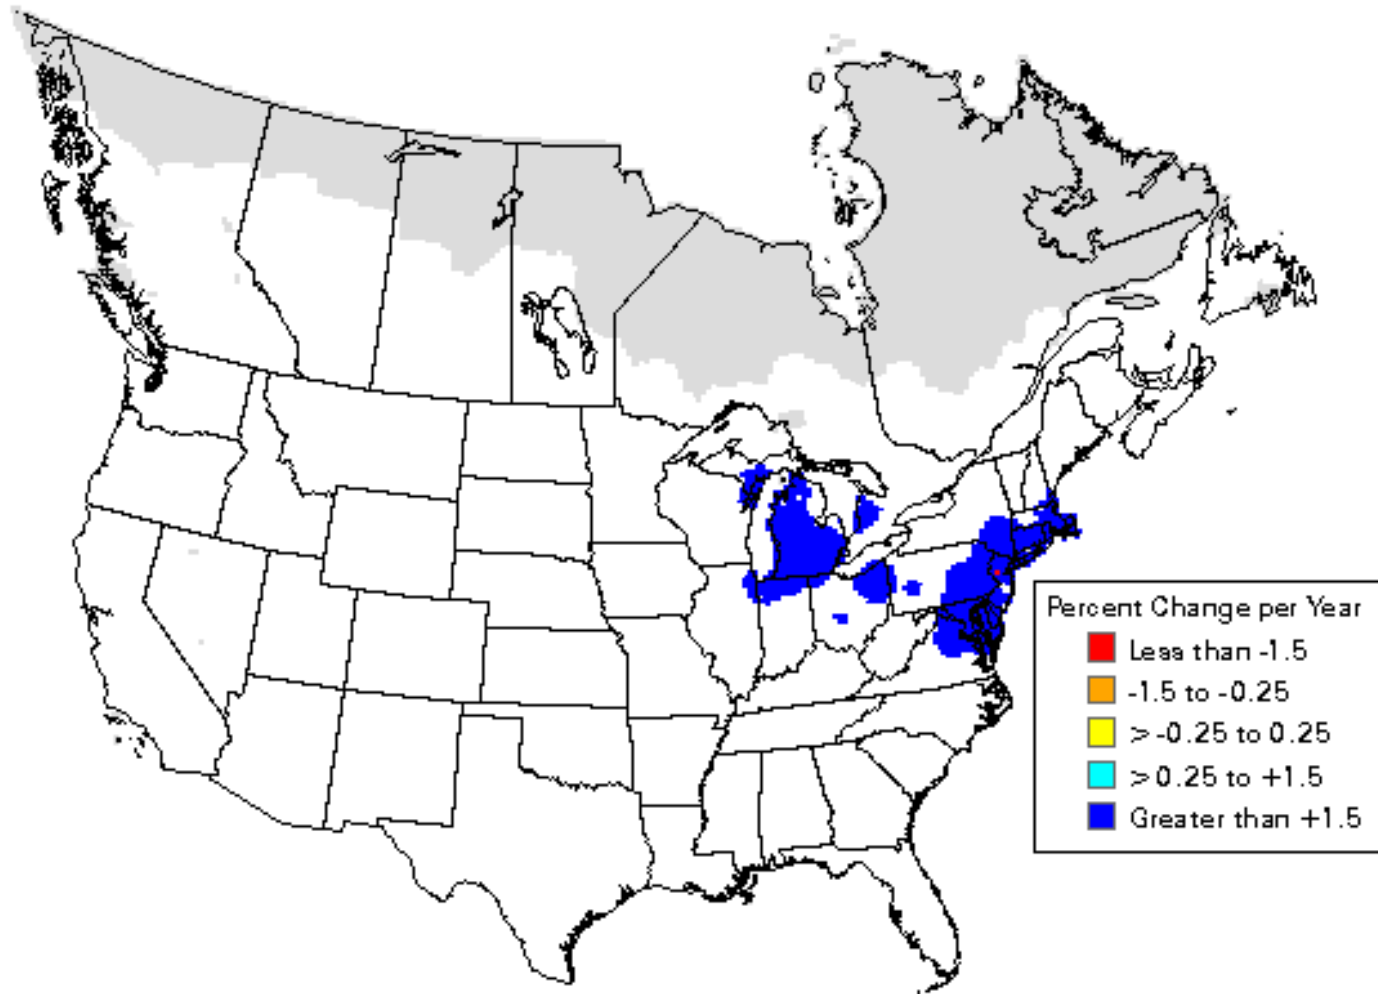 Percent Change per Year
Less than -1.5
-1.5 to -0.25
> -0.25 to 0.25
> 0.25 to +1.5
Greater than +1.5